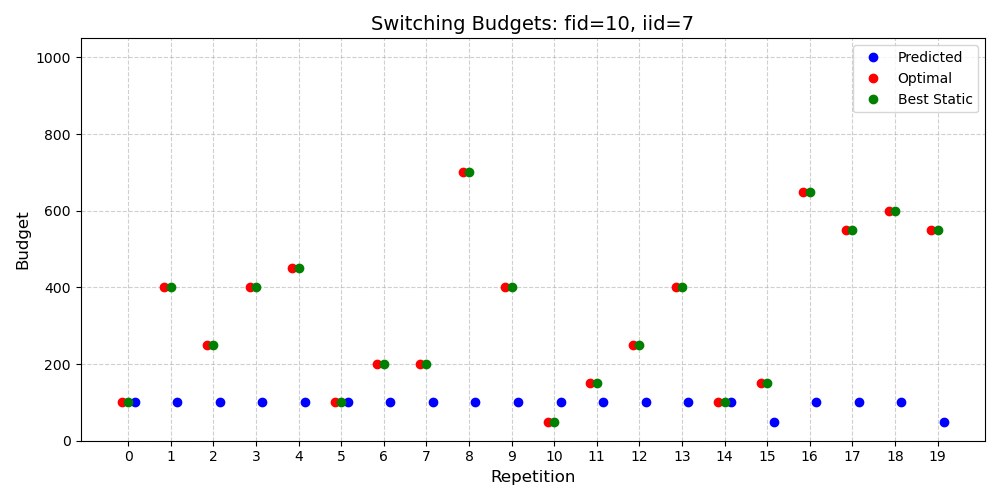 Switching Budgets: fid=10, iid=7
Predicted
Optimal
Best Static
Budget
1000
800
600
400
200
0
0 1 2 3 4 5 6 7 8 9 10 11 12 13 14 15 16 17 18 19
Repetition